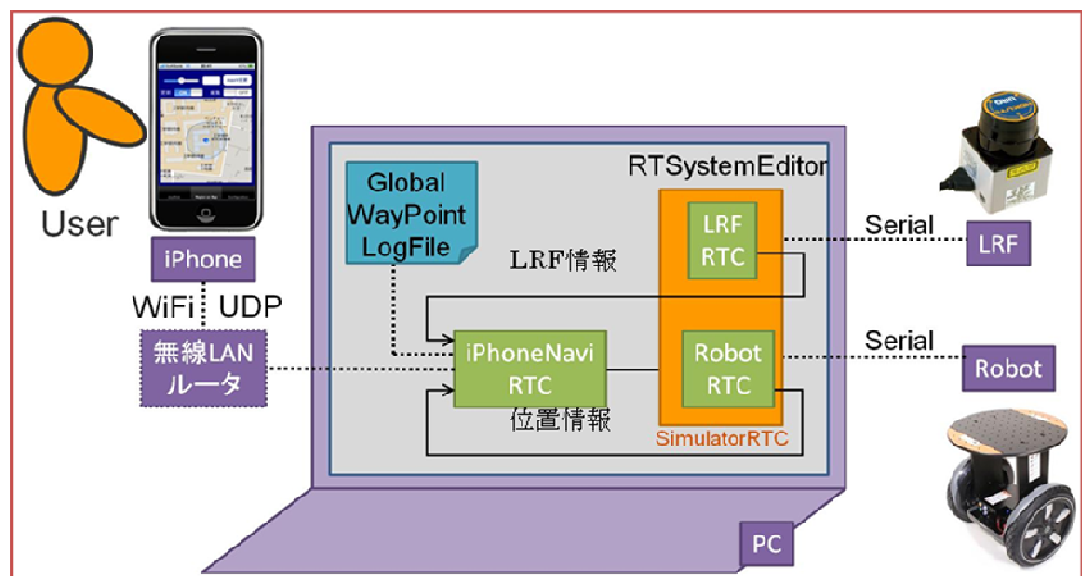 User
iPhone
WiFi UDP
無線LAN
ルータ
Global
WayPoint
LogFile
RTSystemEditor
LRF
RTC
LRF情報
iPhoneNavi
RTC
位置情報
Robot
RTC
SimulatorRTC
Serial
LRF
Serial
Robot
PC